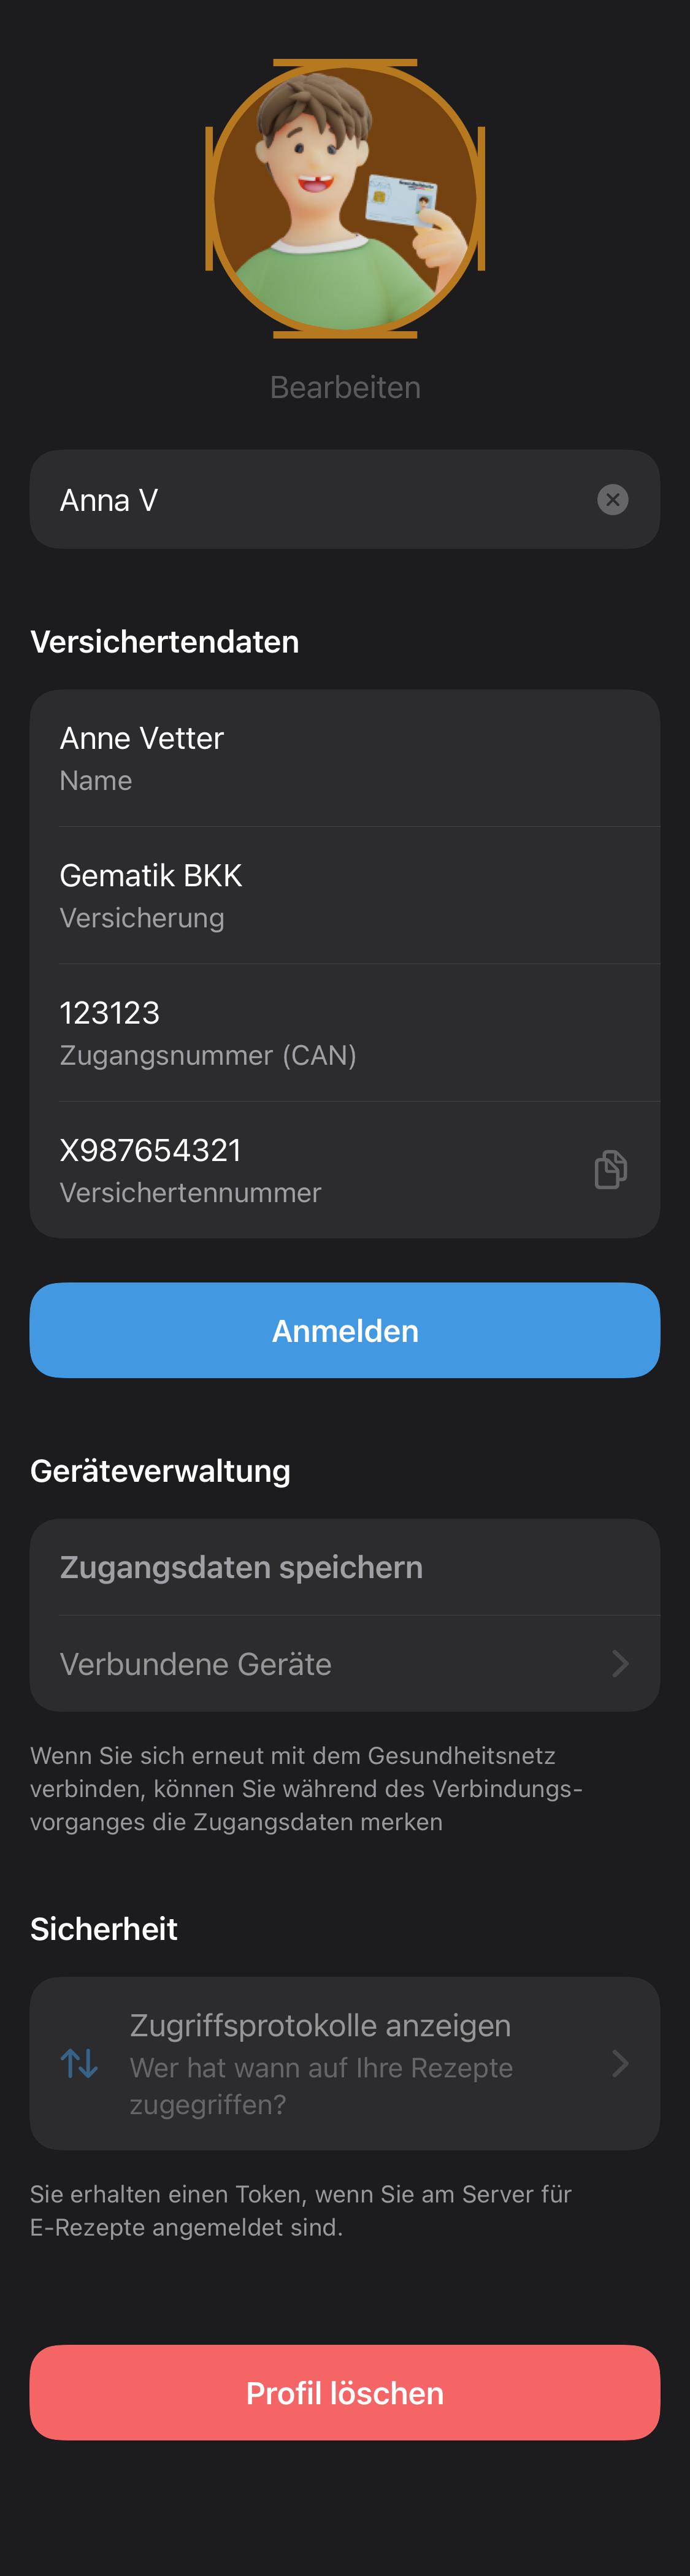 Bearbeiten
Anna V
Versichertendaten
Anne Vetter
Name
Gematik BKK
Versicherung
123123
Zugangsnummer (CAN)
X987654321
Versichertennummer
Anmelden
Geräteverwaltung
Zugangsdaten speichern
Verbundene Geräte
Wenn Sie sich erneut mit dem Gesundheitsnetz
verbinden, können Sie während des Verbindungs-
vorganges die Zugangsdaten merken
Sicherheit
Zugriffsprotokolle anzeigen
Wer hat wann auf Ihre Rezepte
zugegriffen?
Sie erhalten einen Token, wenn Sie am Server für
E-Rezepte angemeldet sind.
Profil löschen